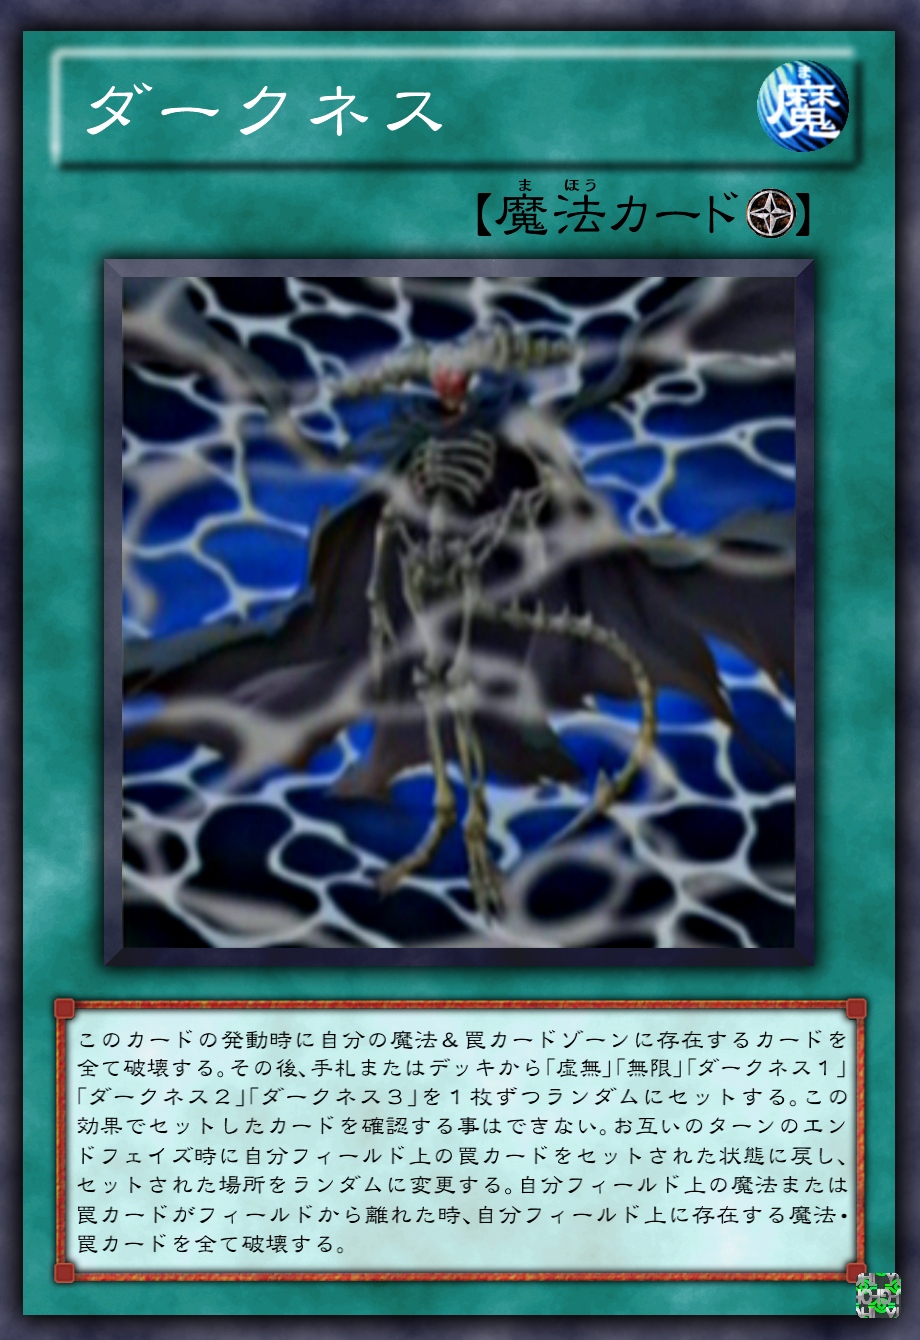 ダークネス
ま
魔
ま ほう
【魔法カード】
このカードの発動時に自分の魔法＆罠カードゾーンに存在するカードを
全て破壊する。その後、手札またはデッキから「虚無」「無限」「ダークネス１」
「ダークネス２」「ダークネス３」を１枚ずつランダムにセットする。この
効果でセットしたカードを確認する事はできない。お互いのターンのエン
ドフェイズ時に自分フィールド上の罠カードをセットされた状態に戻し、
セットされた場所をランダムに変更する。自分フィールド上の魔法または
罠カードがフィールドから離れた時、自分フィールド上に存在する魔法・
罠カードを全て破壊する。